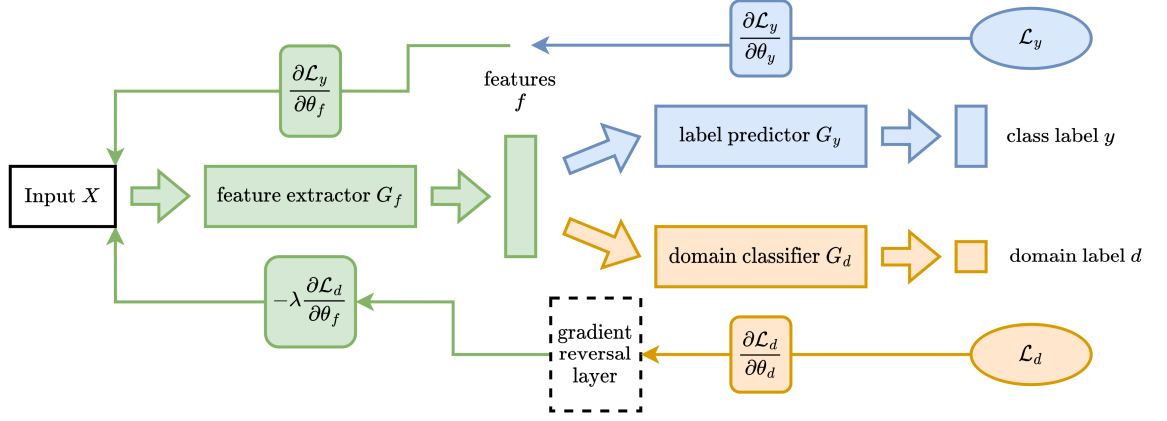 ∂ℒ_y
∂θ_y
ℒ_y
∂ℒ_y
∂θ_f
features
f
label predictor G_y
class label y
Input X
feature extractor G_f
domain classifier G_d
domain label d
−λ ∂ℒ_d
∂θ_f
gradient
reversal
layer
∂ℒ_d
∂θ_d
ℒ_d